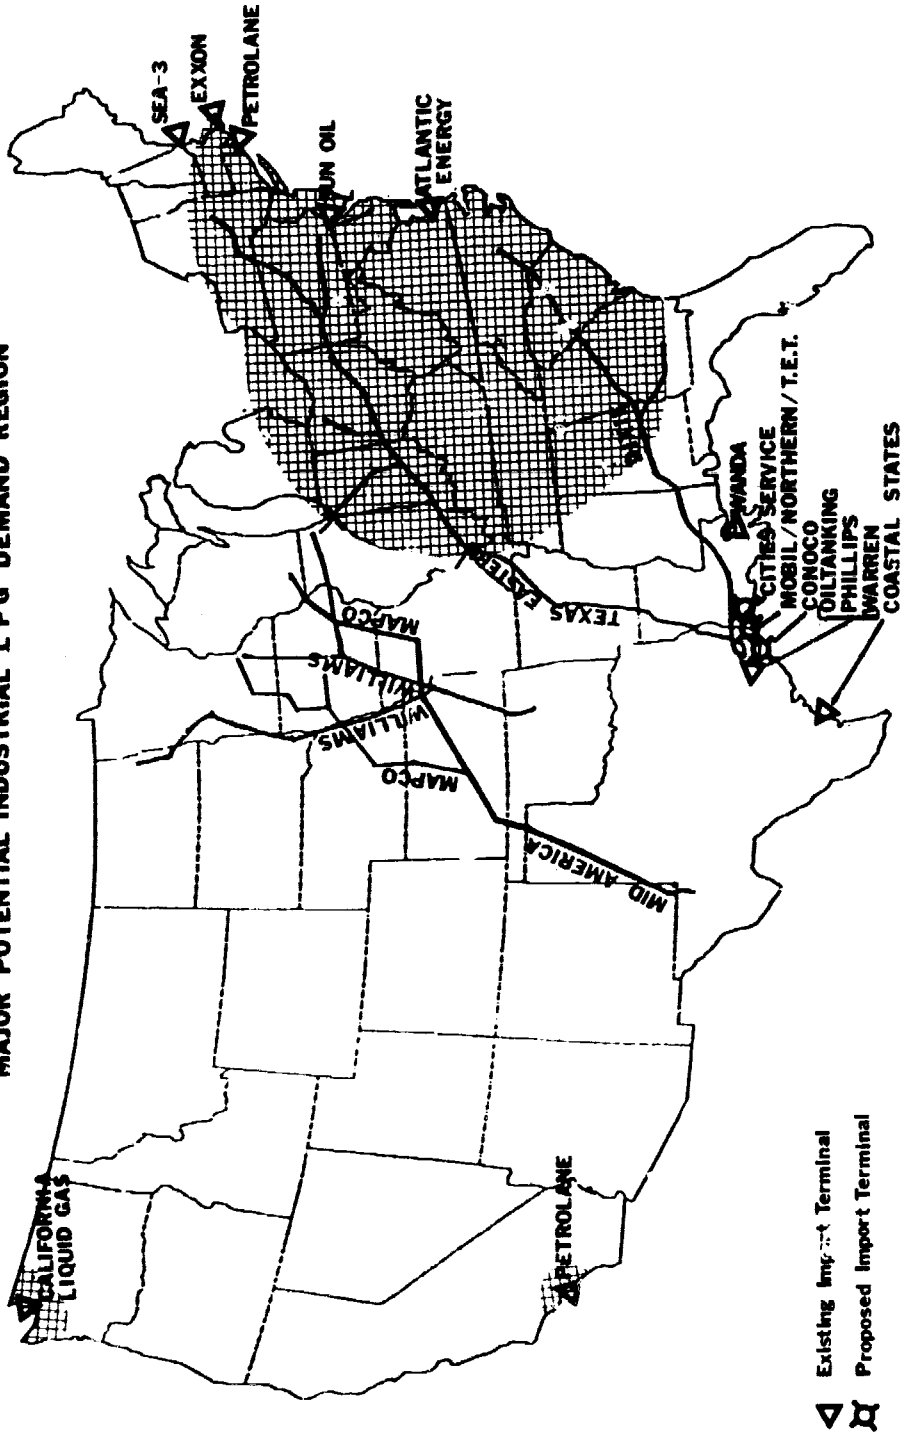 MAJOR POTENTIAL INDUSTRIAL LPG DEMAND REGION
CALIFORNIA
LIQUID GAS
PETROLANE
SEA-3
EXXON
PETROLANE
UN OIL
ATLANTIC
ENERGY
MAPCO
WILLIAMS
WILLIAMS
MAPCO
MID AMERICA
EASTERN
TEXAS
WANDA
CITIES SERVICE
MOBIL/NORTHERN/T.E.T.
CONOCO
OILTANKING
PHILLIPS
WARREN
COASTAL STATES
Existing Import Terminal
Proposed Import Terminal